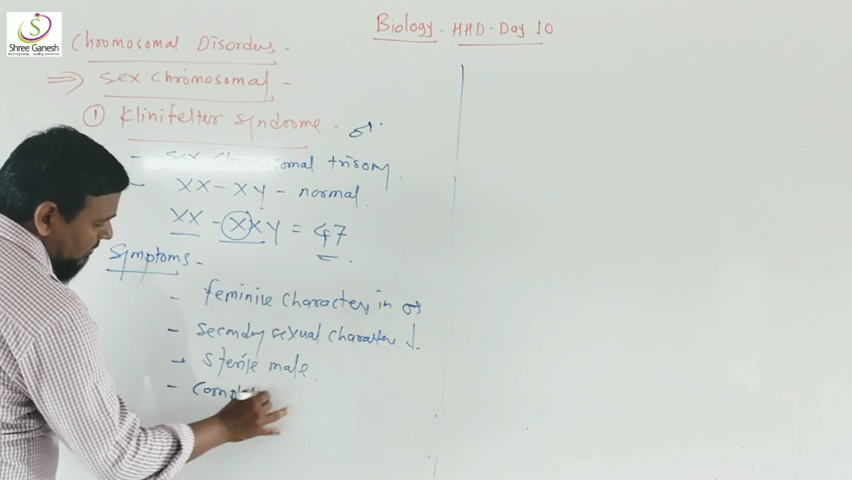 Shree Ganesh
Biology - HHD - Day 10
Chromosomal Disorders -
⇒ Sex chromosomal -
① Klinifelter Syndrome - ♂
- trisomy.
- XX - XY - normal.
XX - XXY = 47
Symptoms -
- feminine character in ♂
- Secondary sexual character ↓.
- Sterile male.
-